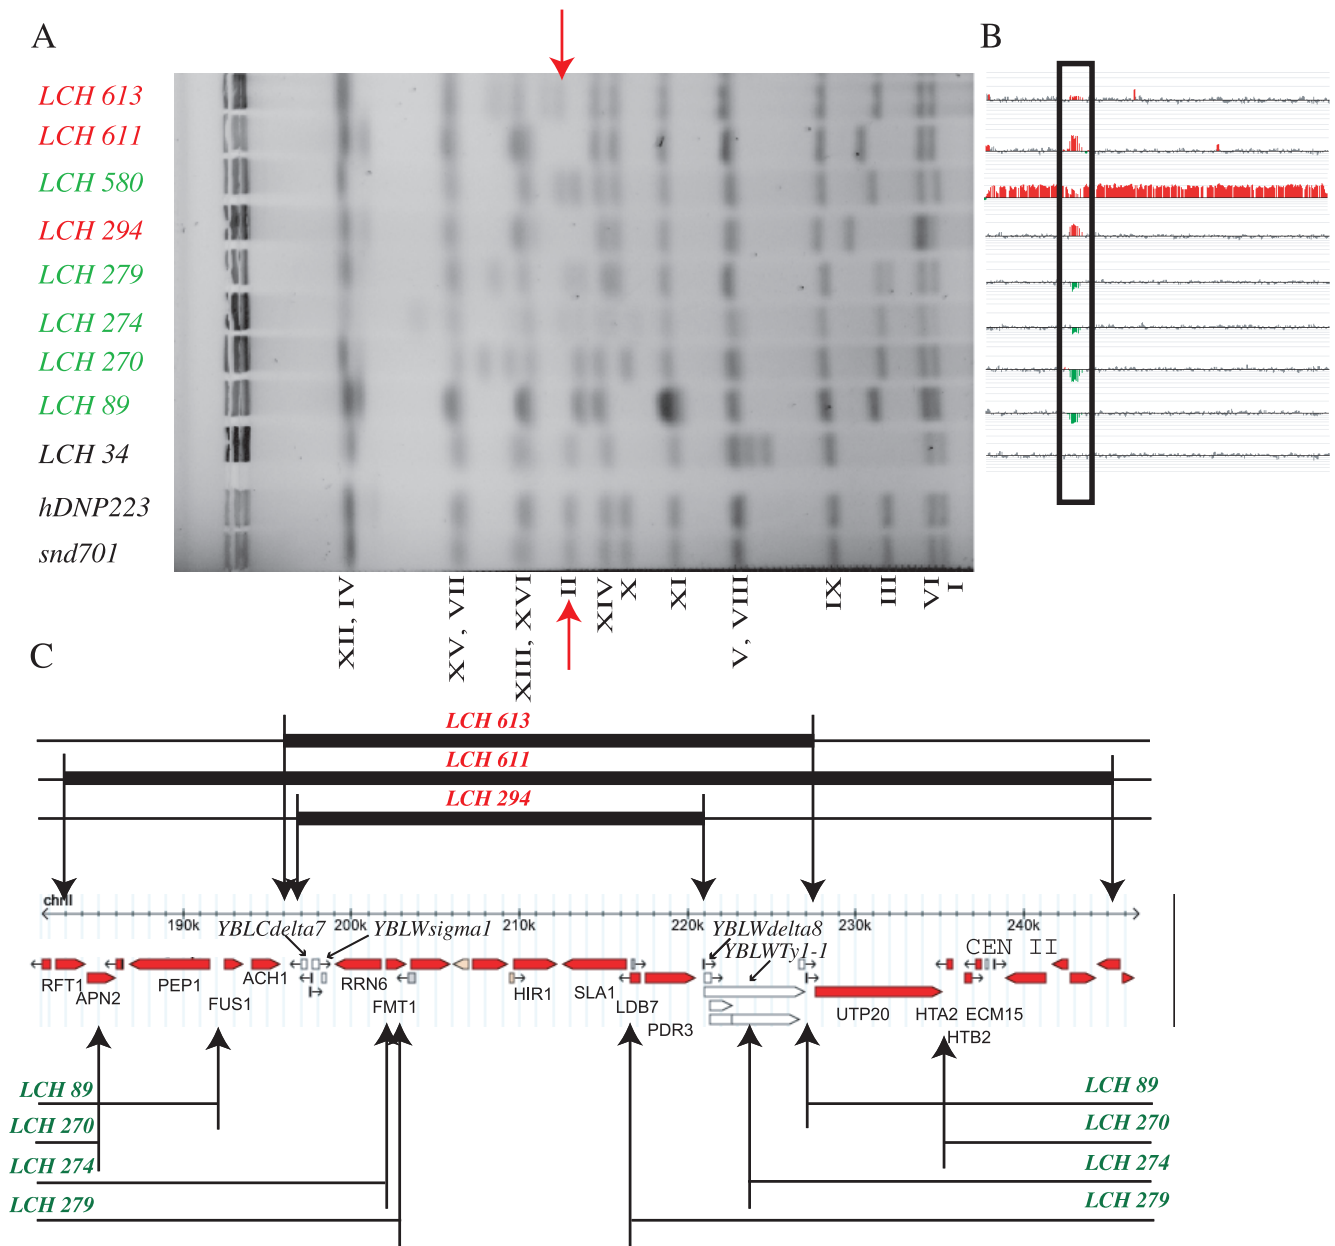 A
B
LCH 613
LCH 611
LCH 580
LCH 294
LCH 279
LCH 274
LCH 270
LCH 89
LCH 34
hDNP223
snd701
XII, IV
XV, VII
XIII, XVI
II
XIV
X
XI
V, VIII
IX
III
VI
I
C
LCH 613
LCH 611
LCH 294
chrII
190k
200k
210k
220k
230k
240k
YBLCdelta7
YBLWsigma1
YBLWdelta8
YBLWTy1-1
CEN II
RFT1
APN2
PEP1
FUS1
ACH1
RRN6
FMT1
HIR1
SLA1
LDB7
PDR3
UTP20
HTA2
HTB2
ECM15
LCH 89
LCH 270
LCH 274
LCH 279
LCH 89
LCH 270
LCH 274
LCH 279